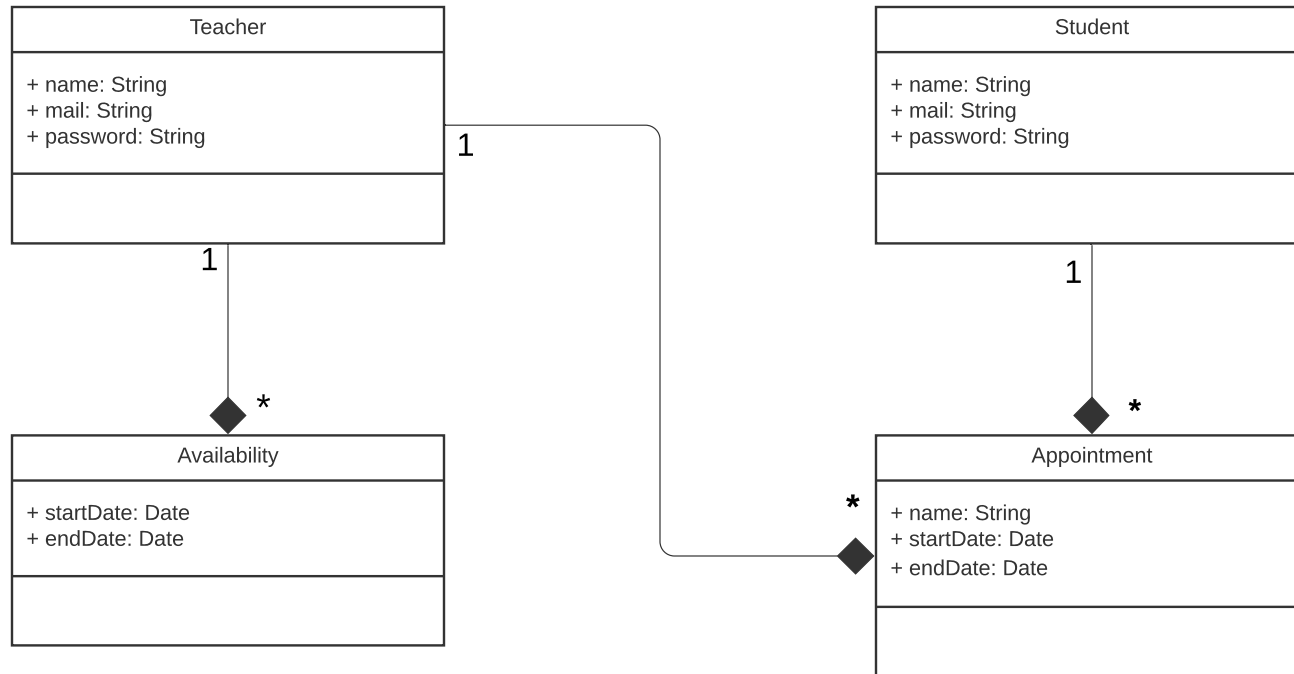 Teacher
+ name: String
+ mail: String
+ password: String
1
1
*
Availability
+ startDate: Date
+ endDate: Date
Student
+ name: String
+ mail: String
+ password: String
1
*
*
Appointment
+ name: String
+ startDate: Date
+ endDate: Date